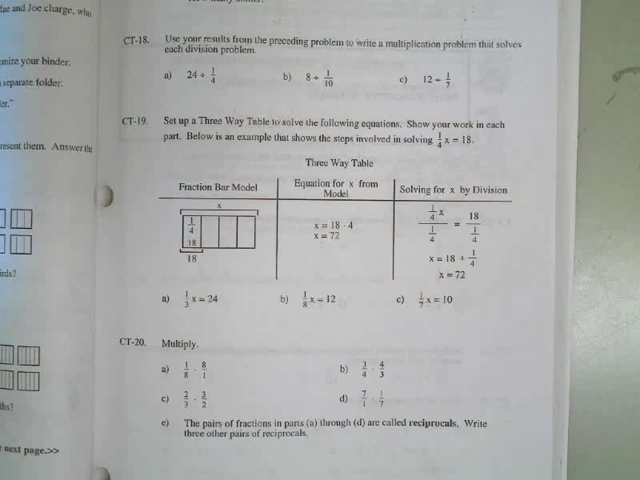 Mae and Joe charge, who
organize your binder.
separate folder.
resent them. Answer the
irds?
ths?
next page.>>
CT-18. Use your results from the preceding problem to write a multiplication problem that solves
each division problem.
a) 24 ÷ 1/4 b) 8 ÷ 1/10 c) 12 ÷ 1/7
CT-19. Set up a Three Way Table to solve the following equations. Show your work in each
part. Below is an example that shows the steps involved in solving 1/4 x = 18.
Three Way Table
Fraction Bar Model
Equation for x from
Model
Solving for x by Division
x
1/4
18
18
x = 18 · 4
x = 72
1/4 x / 1/4 = 18 / 1/4
x = 18 ÷ 1/4
x = 72
a) 1/3 x = 24 b) 1/8 x = 12 c) 1/7 x = 10
CT-20. Multiply.
a) 1/8 · 8/1 b) 3/4 · 4/3
c) 2/3 · 3/2 d) 7/1 · 1/7
e) The pairs of fractions in parts (a) through (d) are called reciprocals. Write
three other pairs of reciprocals.